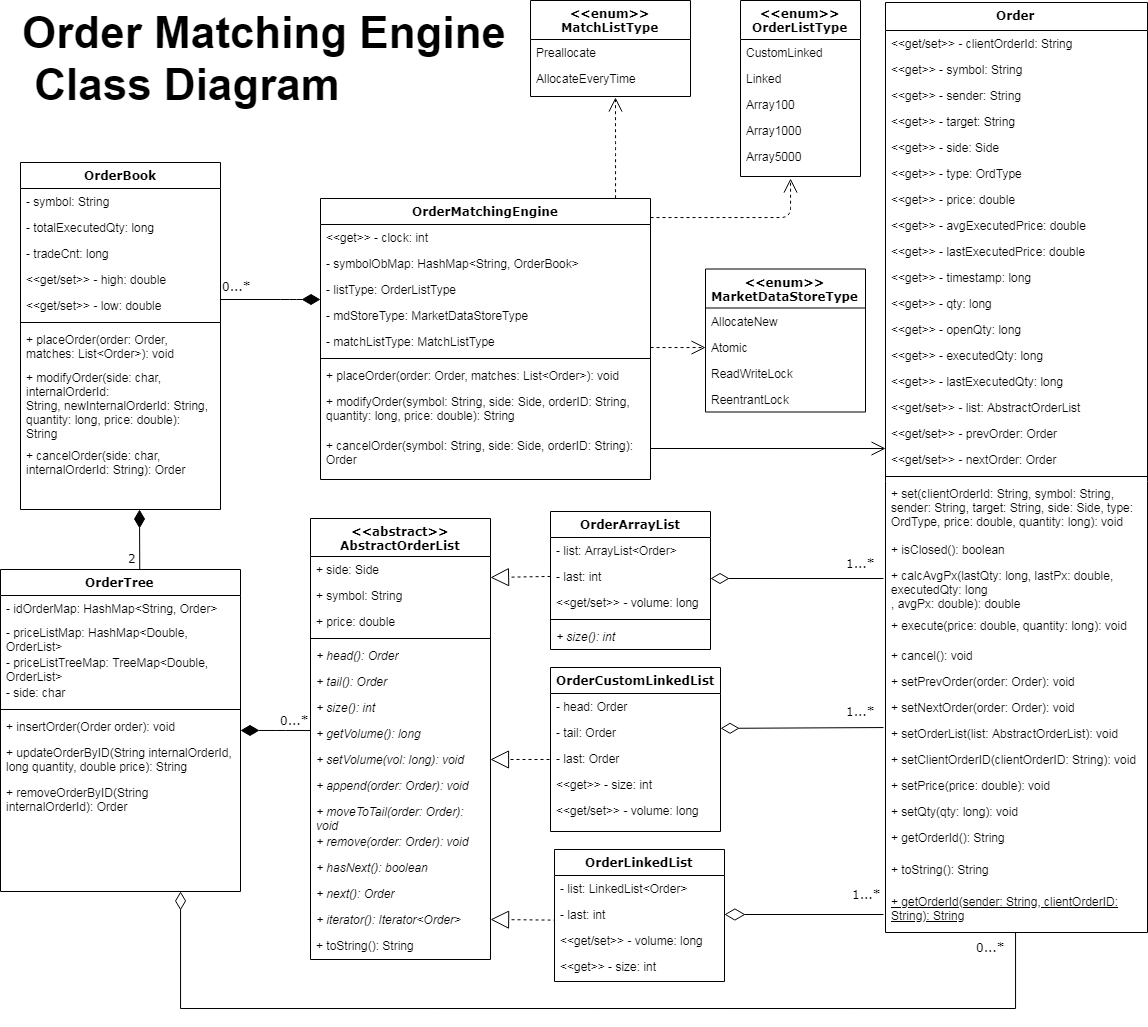 Order Matching Engine
Class Diagram
<<enum>>
MatchListType
Preallocate
AllocateEveryTime
<<enum>>
OrderListType
CustomLinked
Linked
Array100
Array1000
Array5000
Order
<<get/set>> - clientOrderId: String
<<get>> - symbol: String
<<get>> - sender: String
<<get>> - target: String
<<get>> - side: Side
<<get>> - type: OrdType
<<get>> - price: double
<<get>> - avgExecutedPrice: double
<<get>> - lastExecutedPrice: double
<<get>> - timestamp: long
<<get>> - qty: long
<<get>> - openQty: long
<<get>> - executedQty: long
<<get>> - lastExecutedQty: long
<<get/set>> - list: AbstractOrderList
<<get/set>> - prevOrder: Order
<<get/set>> - nextOrder: Order
+ set(clientOrderId: String, symbol: String,
sender: String, target: String, side: Side, type:
OrdType, price: double, quantity: long): void
+ isClosed(): boolean
+ calcAvgPx(lastQty: long, lastPx: double,
executedQty: long
, avgPx: double): double
+ execute(price: double, quantity: long): void
+ cancel(): void
+ setPrevOrder(order: Order): void
+ setNextOrder(order: Order): void
+ setOrderList(list: AbstractOrderList): void
+ setClientOrderID(clientOrderID: String): void
+ setPrice(price: double): void
+ setQty(qty: long): void
+ getOrderId(): String
+ toString(): String
+ getOrderId(sender: String, clientOrderID:
String): String
OrderBook
- symbol: String
- totalExecutedQty: long
- tradeCnt: long
<<get/set>> - high: double
<<get/set>> - low: double
+ placeOrder(order: Order,
matches: List<Order>): void
+ modifyOrder(side: char,
internalOrderId:
String, newInternalOrderId: String,
quantity: long, price: double):
String
+ cancelOrder(side: char,
internalOrderId: String): Order
0...*
OrderMatchingEngine
<<get>> - clock: int
- symbolObMap: HashMap<String, OrderBook>
- listType: OrderListType
- mdStoreType: MarketDataStoreType
- matchListType: MatchListType
+ placeOrder(order: Order, matches: List<Order>): void
+ modifyOrder(symbol: String, side: Side, orderID: String,
quantity: long, price: double): String
+ cancelOrder(symbol: String, side: Side, orderID: String):
Order
<<enum>>
MarketDataStoreType
AllocateNew
Atomic
ReadWriteLock
ReentrantLock
2
OrderTree
- idOrderMap: HashMap<String, Order>
- priceListMap: HashMap<Double,
OrderList>
- priceListTreeMap: TreeMap<Double,
OrderList>
- side: char
+ insertOrder(Order order): void
+ updateOrderByID(String internalOrderId,
long quantity, double price): String
+ removeOrderByID(String
internalOrderId): Order
0...*
<<abstract>>
AbstractOrderList
+ side: Side
+ symbol: String
+ price: double
+ head(): Order
+ tail(): Order
+ size(): int
+ getVolume(): long
+ setVolume(vol: long): void
+ append(order: Order): void
+ moveToTail(order: Order):
void
+ remove(order: Order): void
+ hasNext(): boolean
+ next(): Order
+ iterator(): Iterator<Order>
+ toString(): String
OrderArrayList
- list: ArrayList<Order>
- last: int
<<get/set>> - volume: long
+ size(): int
1...*
OrderCustomLinkedList
- head: Order
- tail: Order
- last: Order
<<get>> - size: int
<<get/set>> - volume: long
1...*
OrderLinkedList
- list: LinkedList<Order>
- last: int
<<get/set>> - volume: long
<<get>> - size: int
1...*
0...*